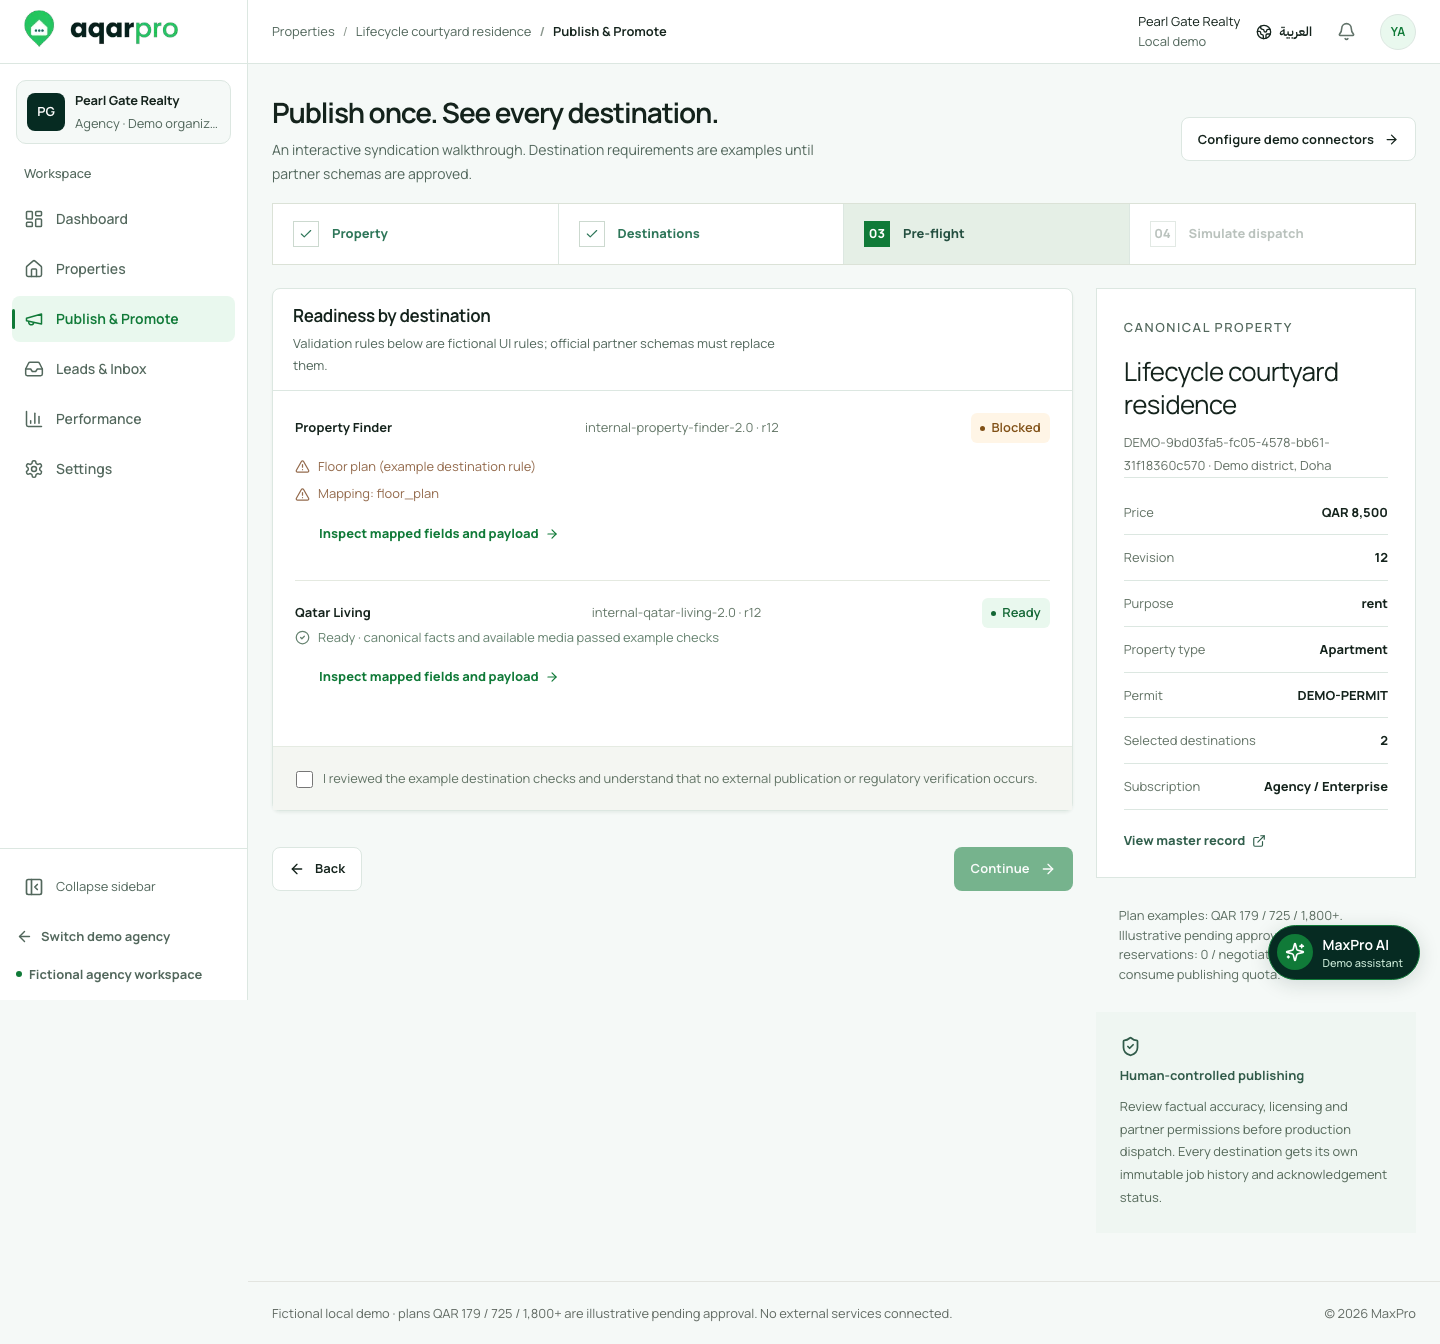 aqarpro
Properties / Lifecycle courtyard residence / Publish & Promote
Pearl Gate Realty
Local demo
العربية
YA
PG
Pearl Gate Realty
Agency · Demo organiz...
Workspace
Dashboard
Properties
Publish & Promote
Leads & Inbox
Performance
Settings
Collapse sidebar
Switch demo agency
Fictional agency workspace
Publish once. See every destination.
An interactive syndication walkthrough. Destination requirements are examples until
partner schemas are approved.
Configure demo connectors
Property
Destinations
03 Pre-flight
04 Simulate dispatch
Readiness by destination
Validation rules below are fictional UI rules; official partner schemas must replace
them.
Property Finder internal-property-finder-2.0 · r12 Blocked
Floor plan (example destination rule)
Mapping: floor_plan
Inspect mapped fields and payload
Qatar Living internal-qatar-living-2.0 · r12 Ready
Ready · canonical facts and available media passed example checks
Inspect mapped fields and payload
I reviewed the example destination checks and understand that no external publication or regulatory verification occurs.
Back
Continue
CANONICAL PROPERTY
Lifecycle courtyard
residence
DEMO-9bd03fa5-fc05-4578-bb61-
31f18360c570 · Demo district, Doha
Price QAR 8,500
Revision 12
Purpose rent
Property type Apartment
Permit DEMO-PERMIT
Selected destinations 2
Subscription Agency / Enterprise
View master record
Plan examples: QAR 179 / 725 / 1,800+.
Illustrative pending
reservations: 0 /
consume publishing quota.
MaxPro AI
Demo assistant
Human-controlled publishing
Review factual accuracy, licensing and
partner permissions before production
dispatch. Every destination gets its own
immutable job history and acknowledgement
status.
Fictional local demo · plans QAR 179 / 725 / 1,800+ are illustrative pending approval. No external services connected.
© 2026 MaxPro